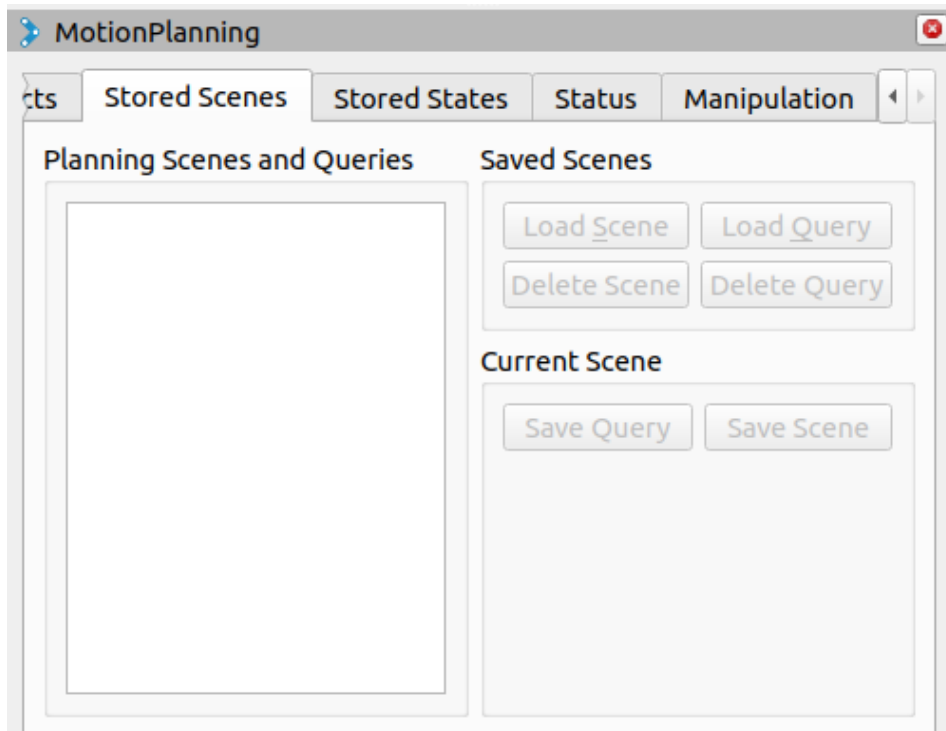 MotionPlanning
cts Stored Scenes Stored States Status Manipulation
Planning Scenes and Queries
Saved Scenes
Load Scene Load Query
Delete Scene Delete Query
Current Scene
Save Query Save Scene